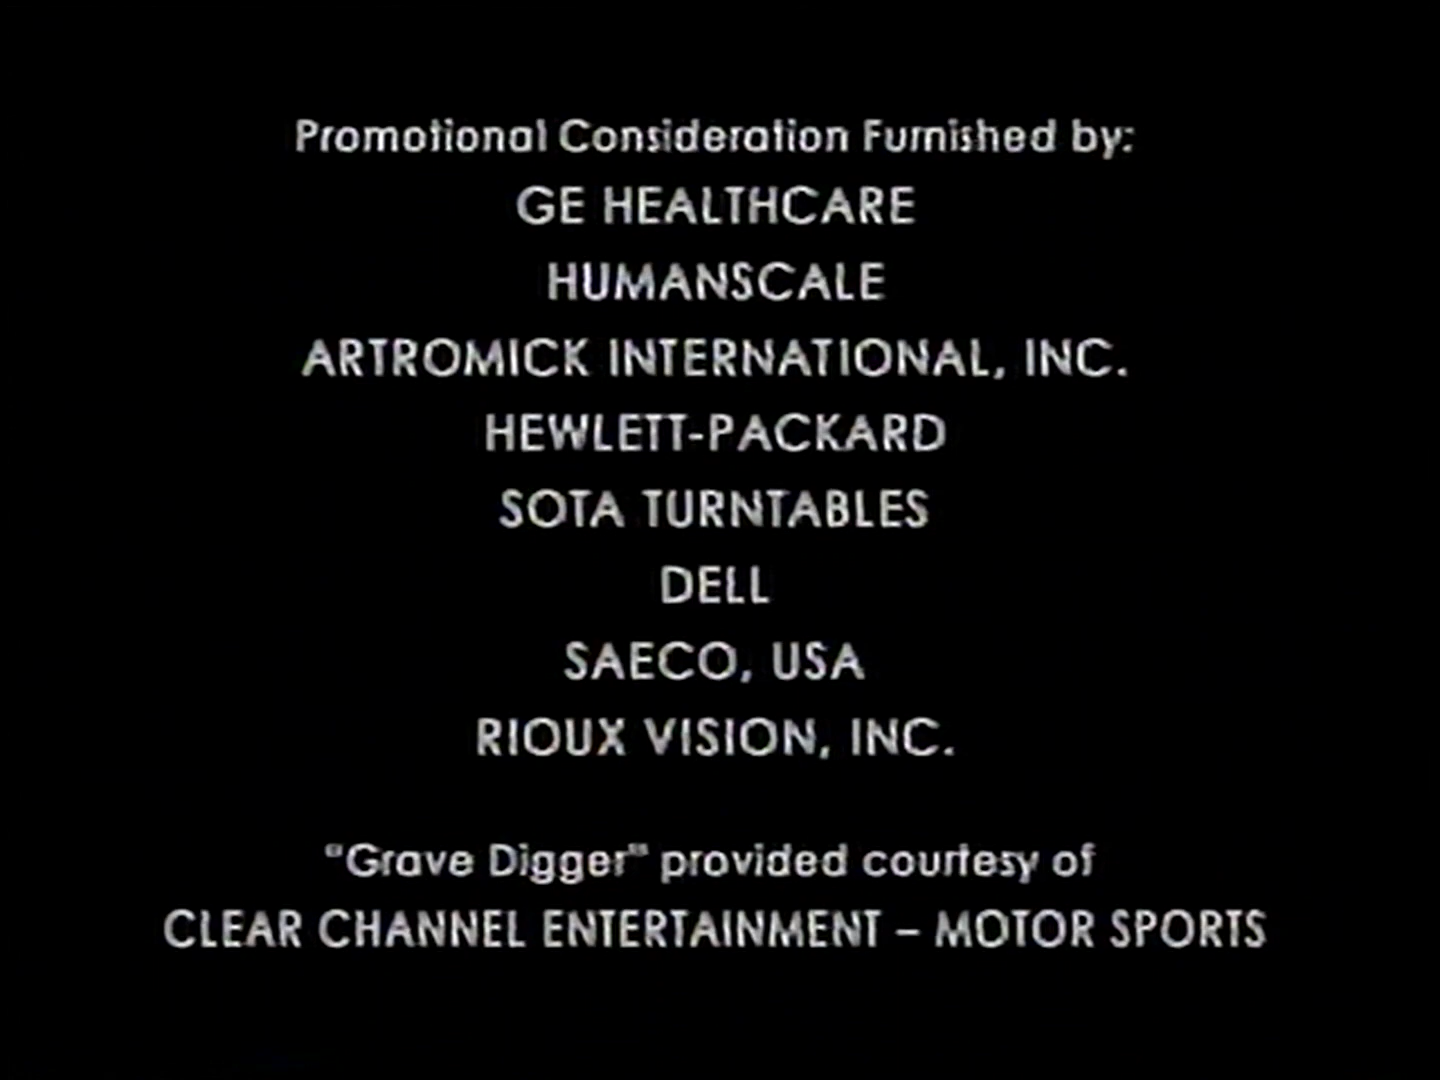 Promotional Consideration Furnished by:
GE HEALTHCARE
HUMANSCALE
ARTROMICK INTERNATIONAL, INC.
HEWLETT-PACKARD
SOTA TURNTABLES
DELL
SAECO, USA
RIOUX VISION, INC.
"Grave Digger" provided courtesy of
CLEAR CHANNEL ENTERTAINMENT – MOTOR SPORTS